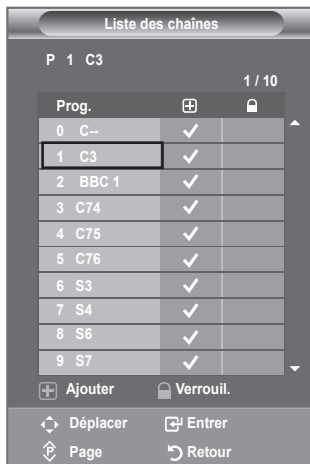 Liste des chaînes
P 1 C3
1 / 10
Prog.
0 C--
1 C3
2 BBC 1
3 C74
4 C75
5 C76
6 S3
7 S4
8 S6
9 S7
Ajouter Verrouil.
Déplacer Entrer
P Page Retour